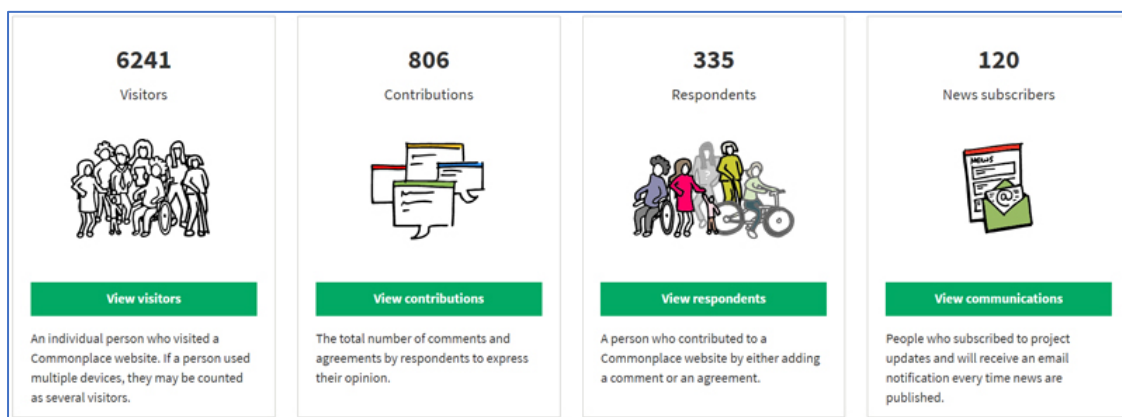 6241
Visitors
View visitors
An individual person who visited a
Commonplace website. If a person used
multiple devices, they may be counted
as several visitors.
806
Contributions
View contributions
The total number of comments and
agreements by respondents to express
their opinion.
335
Respondents
View respondents
A person who contributed to a
Commonplace website by either adding
a comment or an agreement.
120
News subscribers
NEWS
@
View communications
People who subscribed to project
updates and will receive an email
notification every time news are
published.